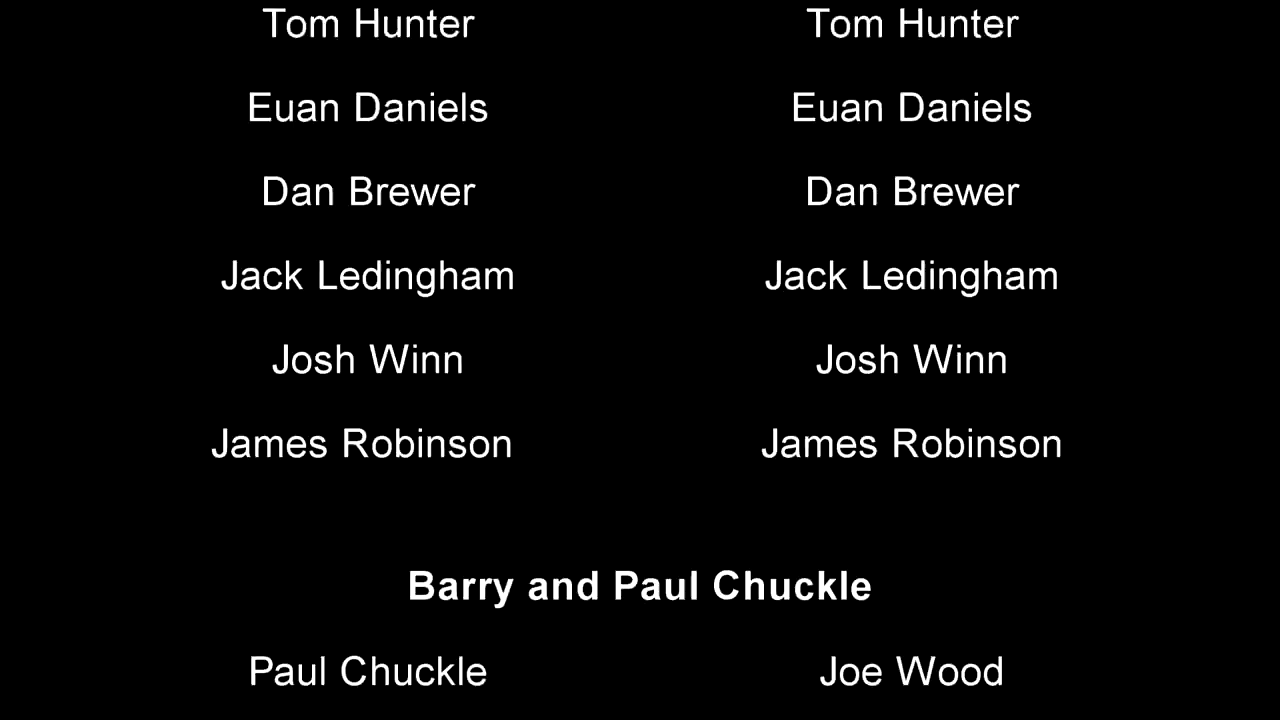 Tom Hunter Tom Hunter
Euan Daniels Euan Daniels
Dan Brewer Dan Brewer
Jack Ledingham Jack Ledingham
Josh Winn Josh Winn
James Robinson James Robinson
Barry and Paul Chuckle
Paul Chuckle Joe Wood